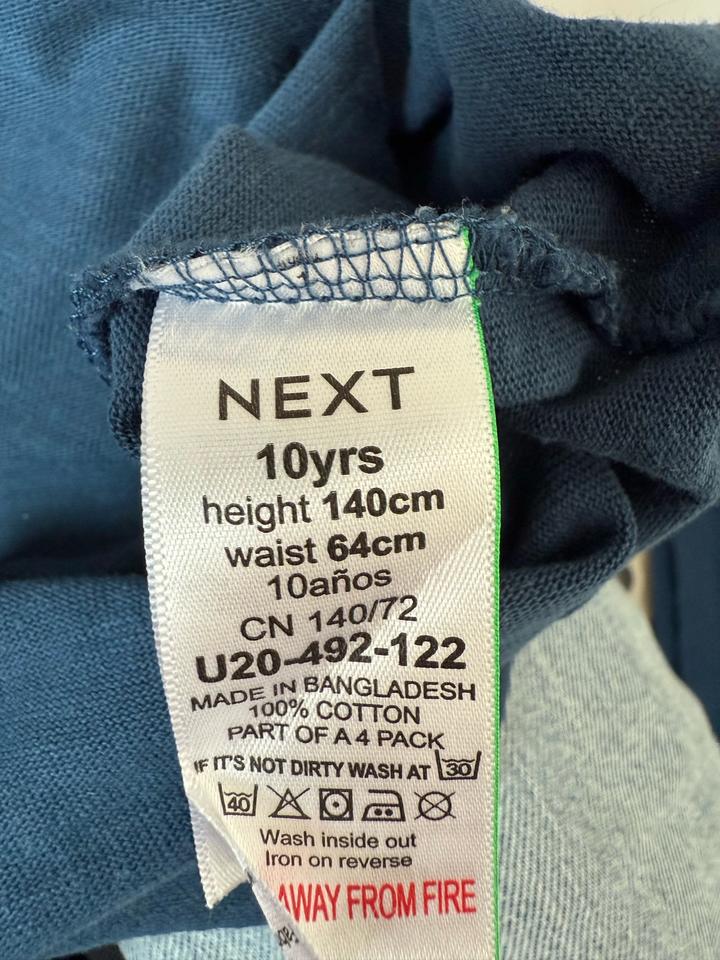 NEXT
10yrs
height 140cm
waist 64cm
10años
CN 140/72
U20-492-122
MADE IN BANGLADESH
100% COTTON
PART OF A 4 PACK
IF IT'S NOT DIRTY WASH AT 30
40
Wash inside out
Iron on reverse
AWAY FROM FIRE